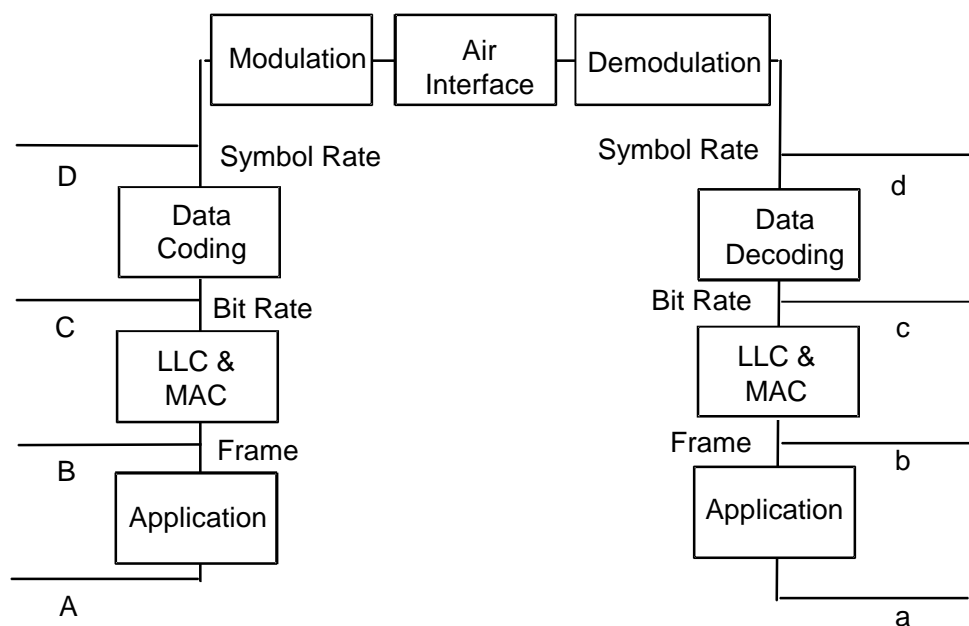 Modulation
Air
Interface
Demodulation
Symbol Rate
Symbol Rate
D
d
Data
Coding
Data
Decoding
Bit Rate
Bit Rate
C
c
LLC &
MAC
LLC &
MAC
Frame
Frame
B
b
Application
Application
A
a